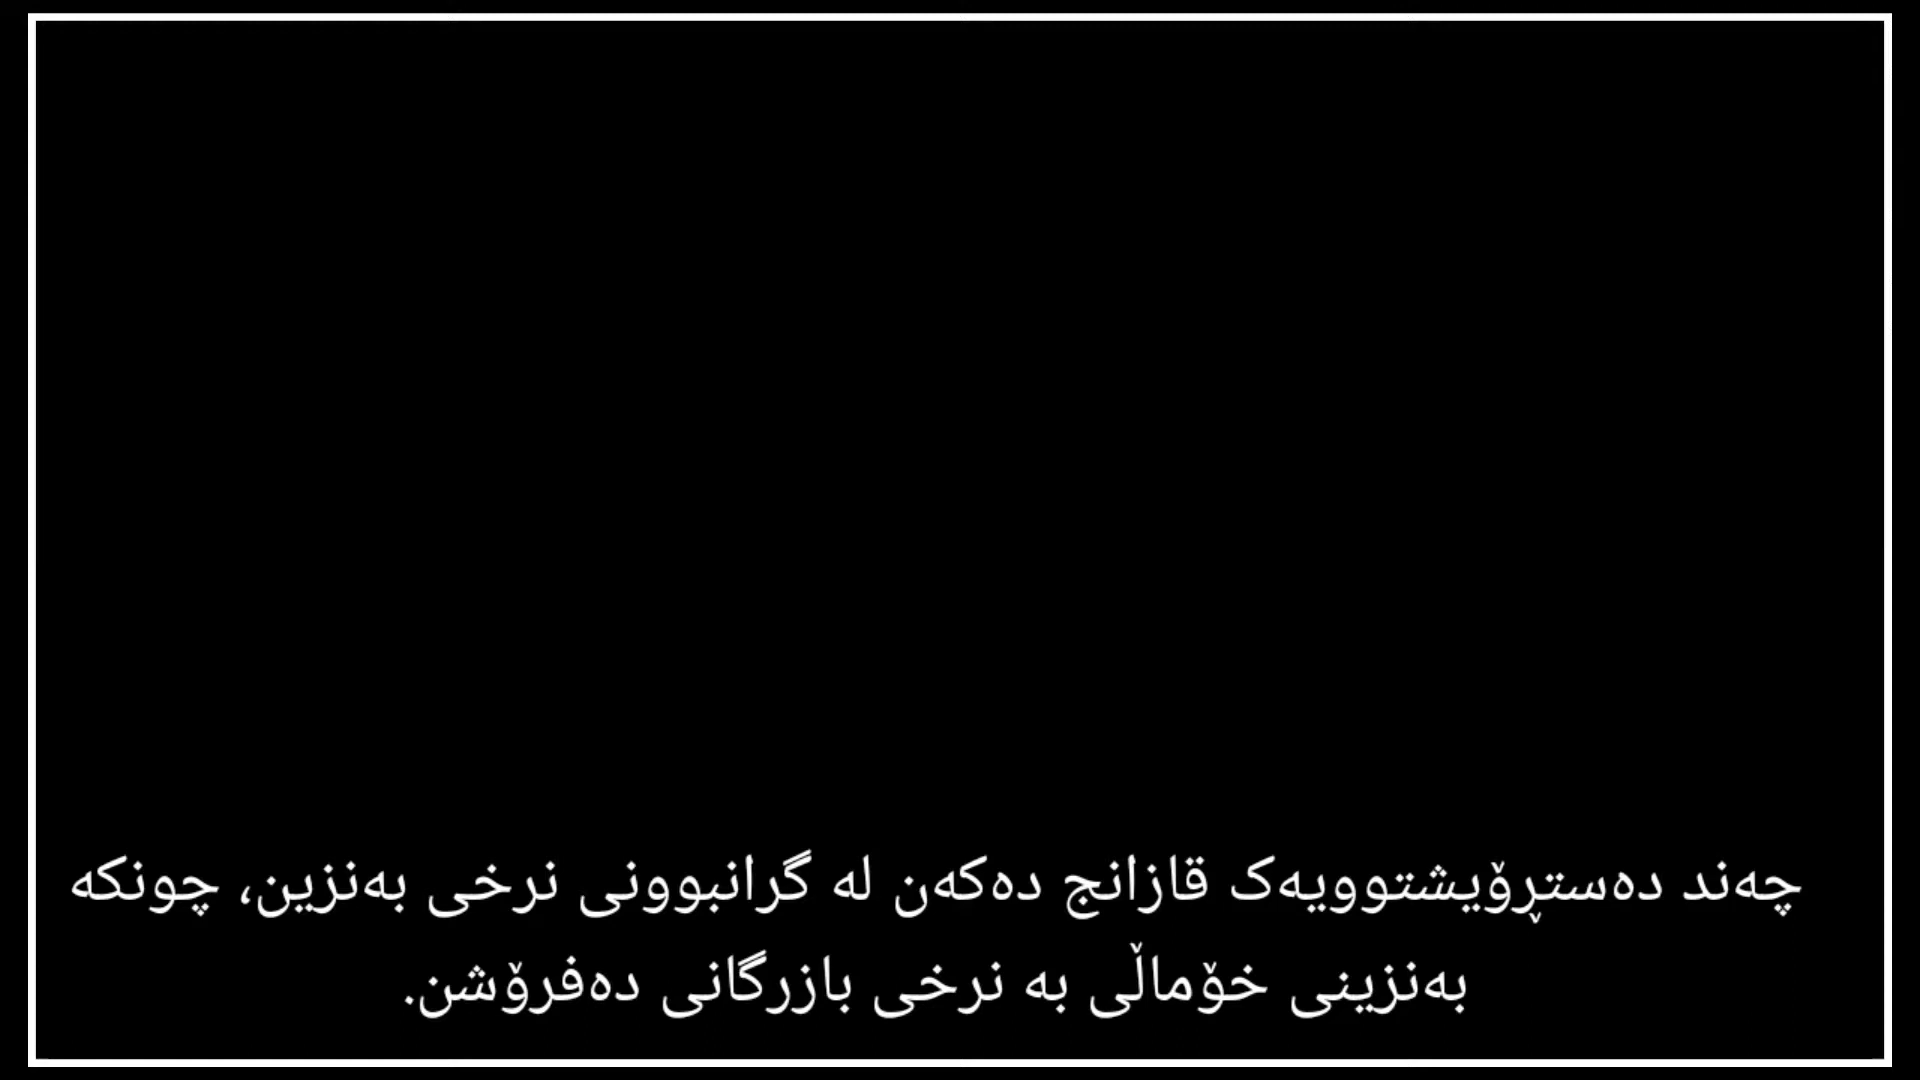 چەند دەستڕۆیشتوویەک قازانج دەکەن لە گرانبوونی نرخی بەنزین، چونکە
بەنزینی خۆماڵی بە نرخی بازرگانی دەفرۆشن.